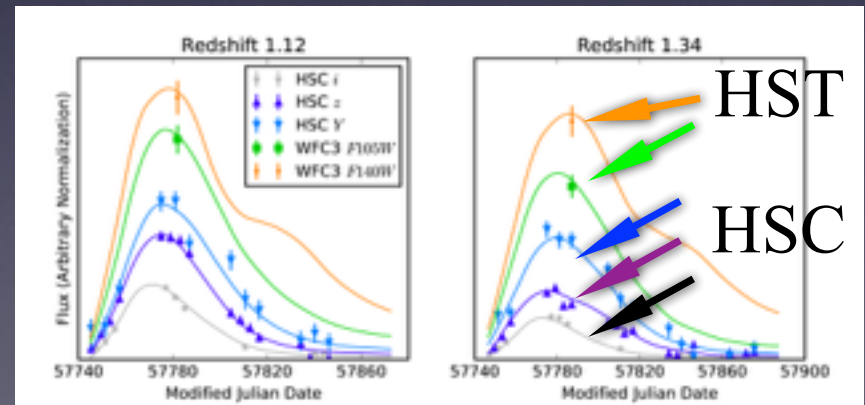 Redshift 1.12
HSC i
HSC z
HSC Y
WFC3 F105W
WFC3 F140W
Flux (Arbitrary Normalization)
57740
57780
57820
57860
Modified Julian Date
Redshift 1.34
HST
HSC
57740
57780
57820
57860
57900
Modified Julian Date